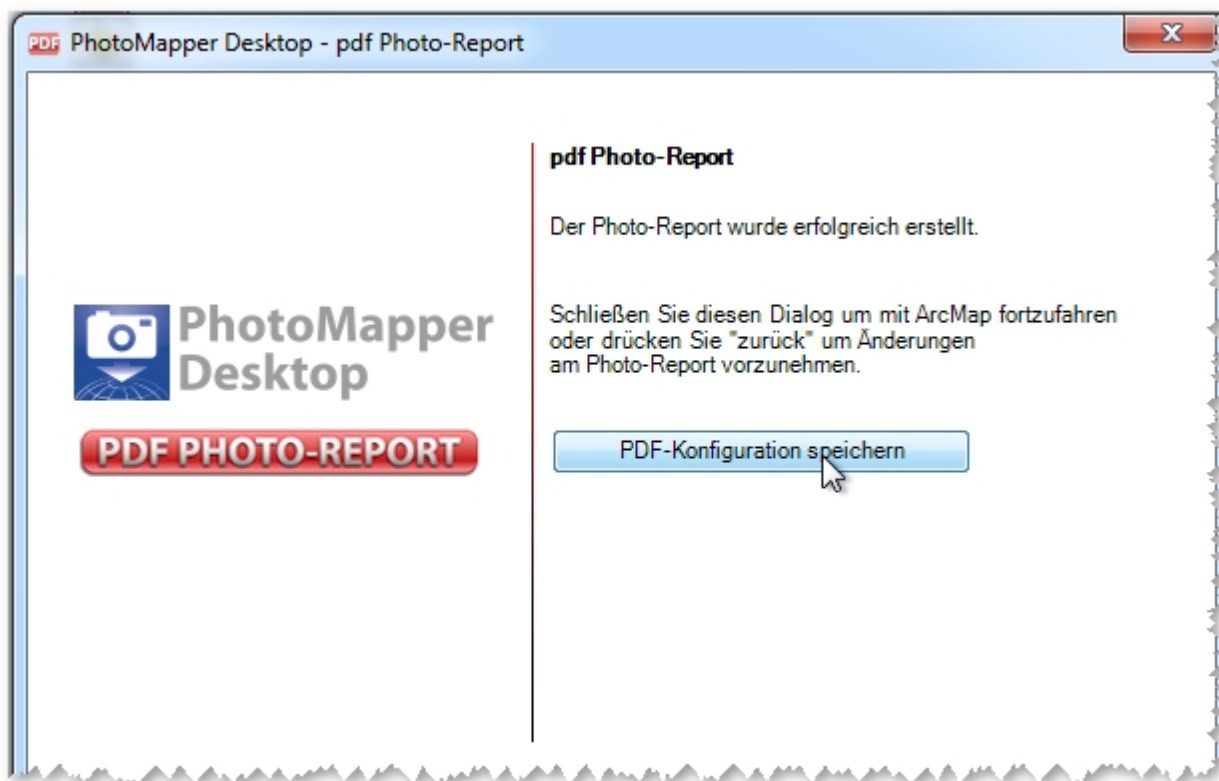 PDF PhotoMapper Desktop - pdf Photo-Report
pdf Photo-Report
Der Photo-Report wurde erfolgreich erstellt.
Schließen Sie diesen Dialog um mit ArcMap fortzufahren
oder drücken Sie "zurück" um Änderungen
am Photo-Report vorzunehmen.
PhotoMapper
Desktop
PDF PHOTO-REPORT
PDF-Konfiguration speichern